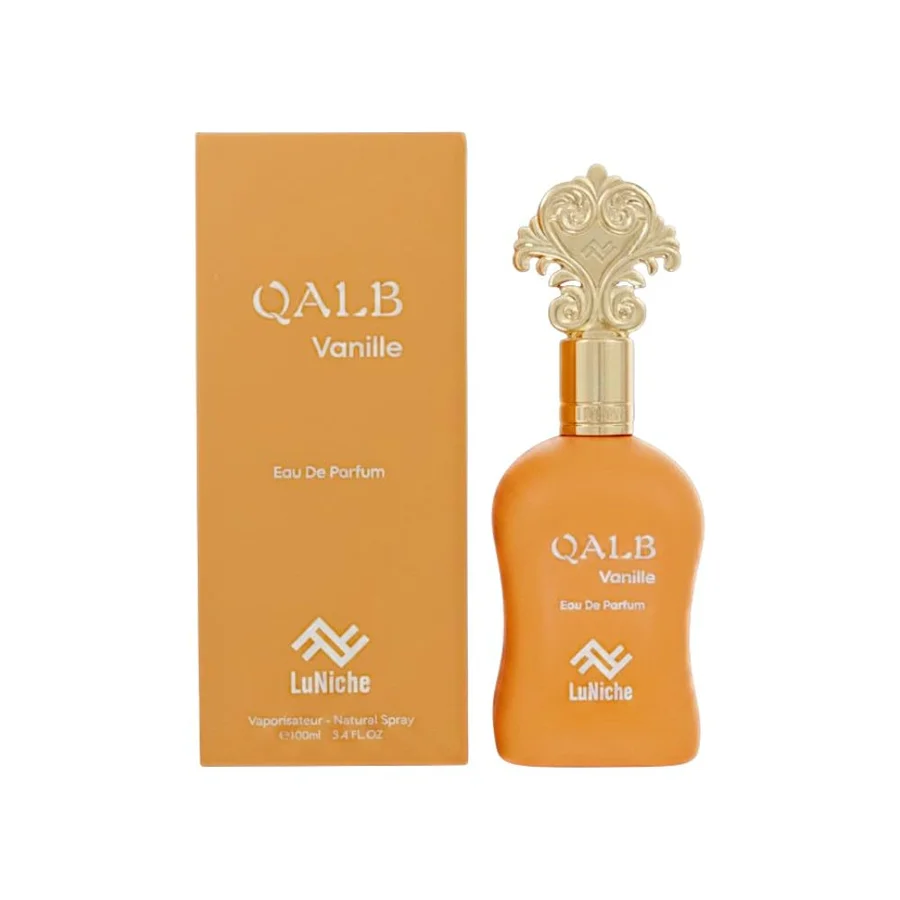 QALB
Vanille
Eau De Parfum
LuNiche
Vaporisateur - Natural Spray
℮100ml 3.4 FL.OZ
QALB
Vanille
Eau De Parfum
LuNiche